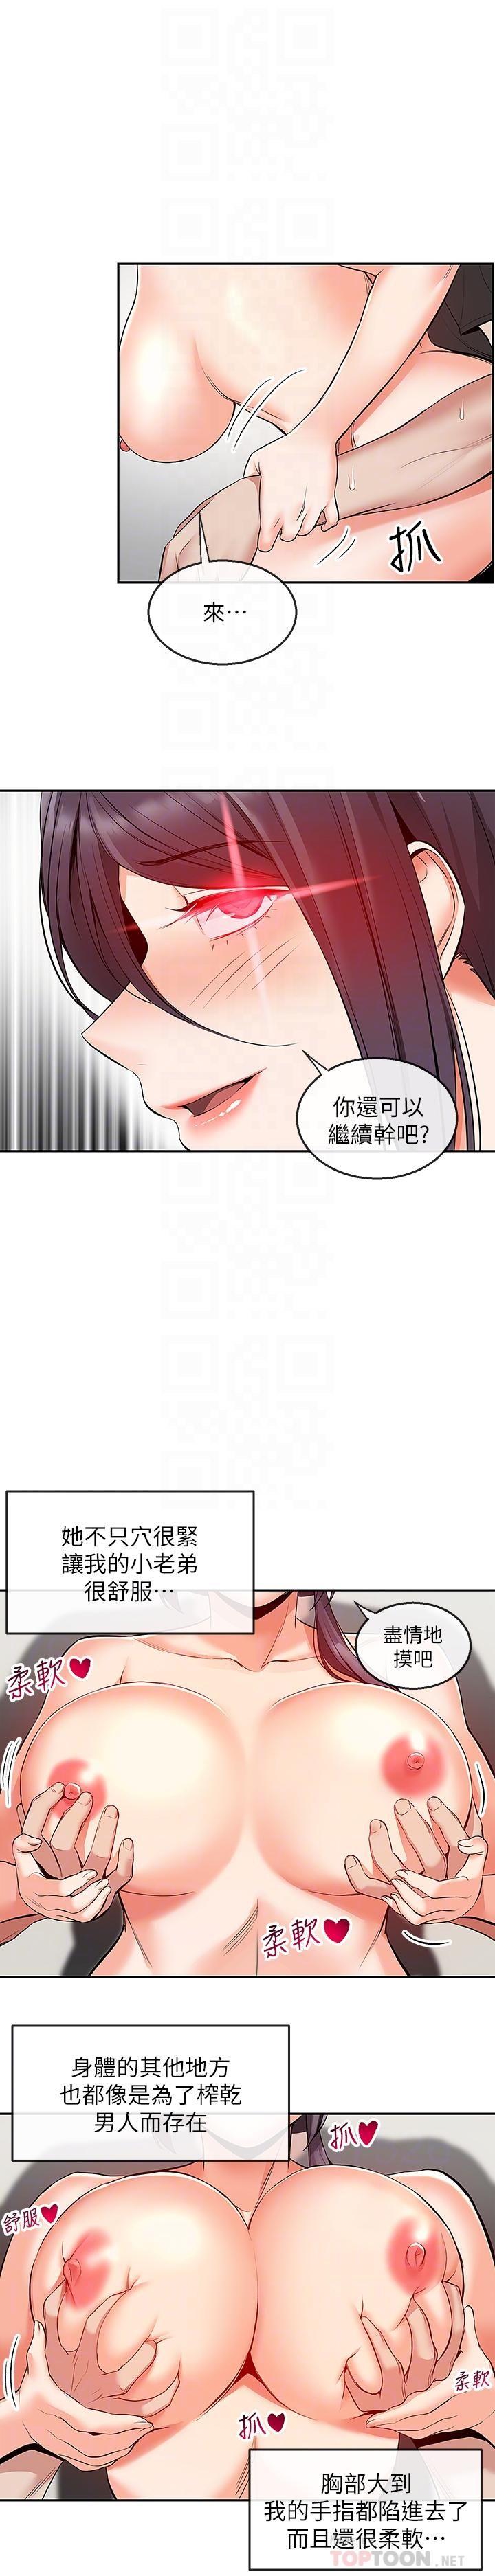 抓
來…
你還可以
繼續幹吧?
她不只穴很緊
讓我的小老弟
很舒服…
盡情地
摸吧
柔軟♥
柔軟♥
身體的其他地方
也都像是為了榨乾
男人而存在
抓♥
舒服♥
柔軟
抓♥
胸部大到
我的手指都陷進去了
而且還很柔軟…
TOPTOON.NET